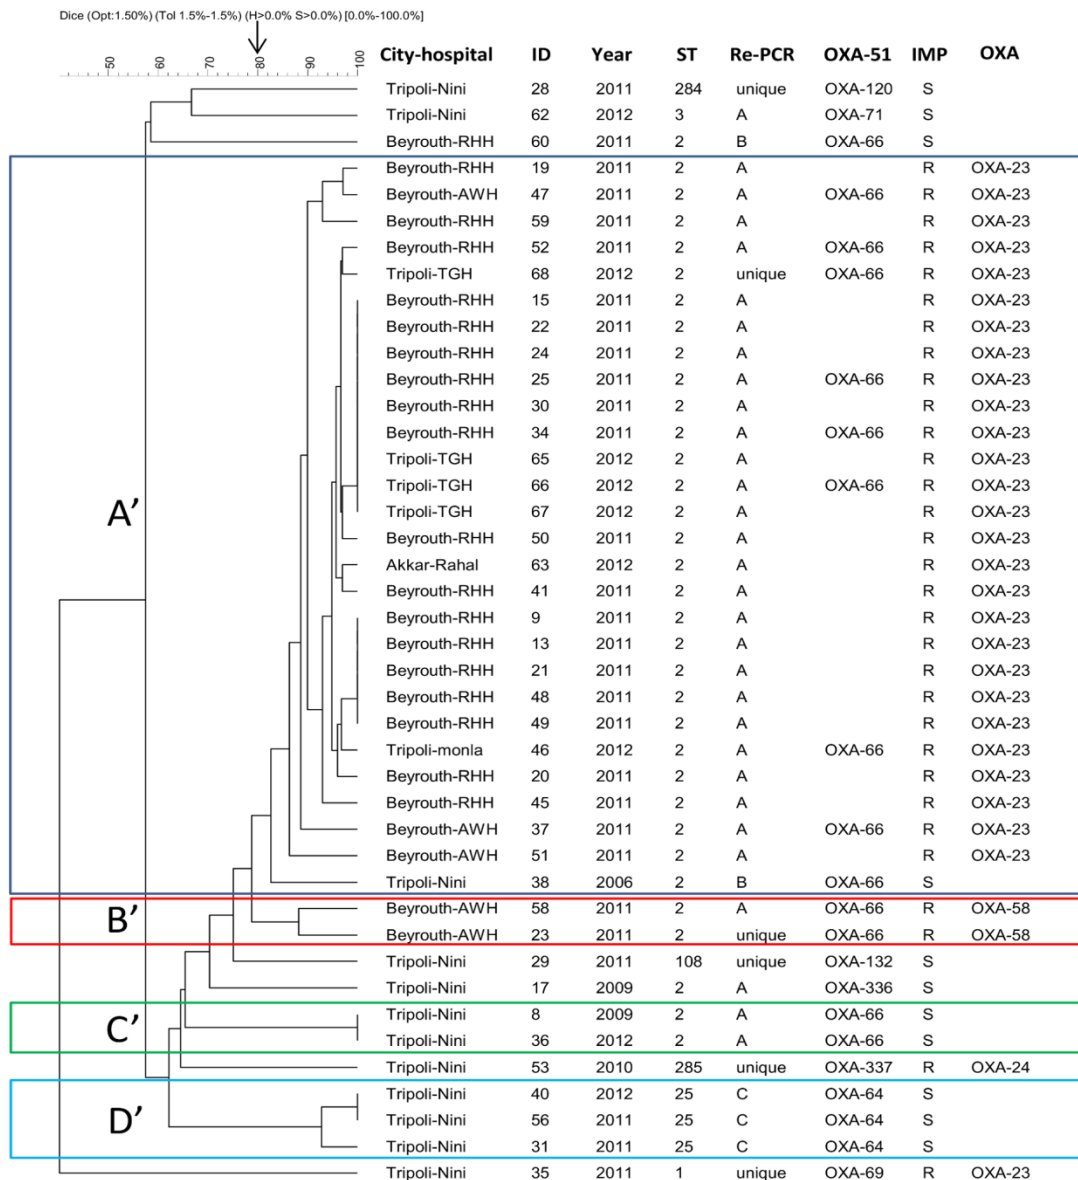 Dice (Opt:1.50%) (Tol 1.5%-1.5%) (H>0.0% S>0.0%) [0.0%-100.0%]
50 60 70 80 90 100 City-hospital ID Year ST Re-PCR OXA-51 IMP OXA
Tripoli-Nini 28 2011 284 unique OXA-120 S
Tripoli-Nini 62 2012 3 A OXA-71 S
Beyrouth-RHH 60 2011 2 B OXA-66 S
Beyrouth-RHH 19 2011 2 A R OXA-23
Beyrouth-AWH 47 2011 2 A OXA-66 R OXA-23
Beyrouth-RHH 59 2011 2 A R OXA-23
Beyrouth-RHH 52 2011 2 A OXA-66 R OXA-23
Tripoli-TGH 68 2012 2 unique OXA-66 R OXA-23
Beyrouth-RHH 15 2011 2 A R OXA-23
Beyrouth-RHH 22 2011 2 A R OXA-23
Beyrouth-RHH 24 2011 2 A R OXA-23
Beyrouth-RHH 25 2011 2 A OXA-66 R OXA-23
Beyrouth-RHH 30 2011 2 A R OXA-23
Beyrouth-RHH 34 2011 2 A OXA-66 R OXA-23
Tripoli-TGH 65 2012 2 A R OXA-23
Tripoli-TGH 66 2012 2 A OXA-66 R OXA-23
A' Tripoli-TGH 67 2012 2 A R OXA-23
Beyrouth-RHH 50 2011 2 A R OXA-23
Akkar-Rahal 63 2012 2 A R OXA-23
Beyrouth-RHH 41 2011 2 A R OXA-23
Beyrouth-RHH 9 2011 2 A R OXA-23
Beyrouth-RHH 13 2011 2 A R OXA-23
Beyrouth-RHH 21 2011 2 A R OXA-23
Beyrouth-RHH 48 2011 2 A R OXA-23
Beyrouth-RHH 49 2011 2 A R OXA-23
Tripoli-monla 46 2012 2 A OXA-66 R OXA-23
Beyrouth-RHH 20 2011 2 A R OXA-23
Beyrouth-RHH 45 2011 2 A R OXA-23
Beyrouth-AWH 37 2011 2 A OXA-66 R OXA-23
Beyrouth-AWH 51 2011 2 A R OXA-23
Tripoli-Nini 38 2006 2 B OXA-66 S
B' Beyrouth-AWH 58 2011 2 A OXA-66 R OXA-58
Beyrouth-AWH 23 2011 2 unique OXA-66 R OXA-58
Tripoli-Nini 29 2011 108 unique OXA-132 S
Tripoli-Nini 17 2009 2 A OXA-336 S
C' Tripoli-Nini 8 2009 2 A OXA-66 S
Tripoli-Nini 36 2012 2 A OXA-66 S
Tripoli-Nini 53 2010 285 unique OXA-337 R OXA-24
Tripoli-Nini 40 2012 25 C OXA-64 S
D' Tripoli-Nini 56 2011 25 C OXA-64 S
Tripoli-Nini 31 2011 25 C OXA-64 S
Tripoli-Nini 35 2011 1 unique OXA-69 R OXA-23